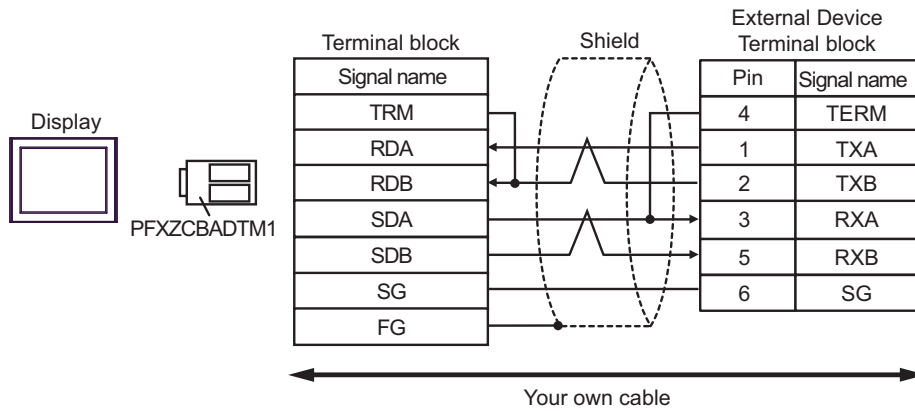 Display
PFXZCBADTM1
Terminal block
Signal name
TRM
RDA
RDB
SDA
SDB
SG
FG
Shield
External Device
Terminal block
Pin Signal name
4 TERM
1 TXA
2 TXB
3 RXA
5 RXB
6 SG
Your own cable